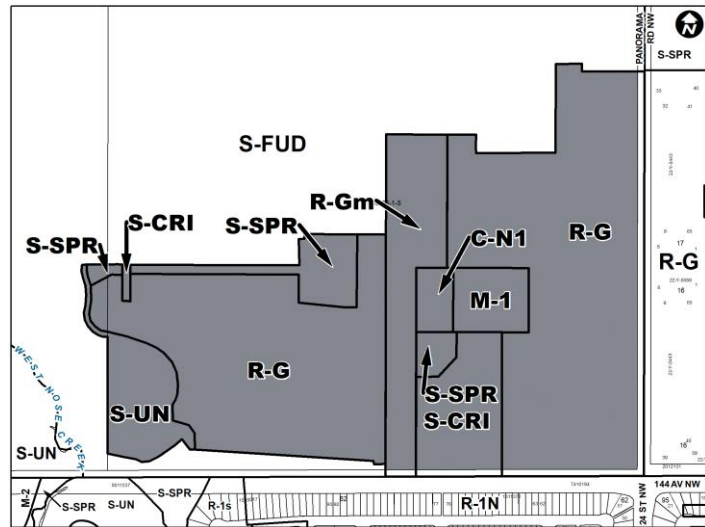 PANORAMA
RD NW
S-SPR
S-FUD
R-Gm
S-CRI
S-SPR
S-SPR
C-N1
R-G
R-G
M-1
R-G
S-UN
S-SPR
S-CRI
WEST NOSE CREEK
S-UN
M-2
S-SPR
S-UN
S-SPR
R-1s
R-1N
24 ST NW
144 AV NW